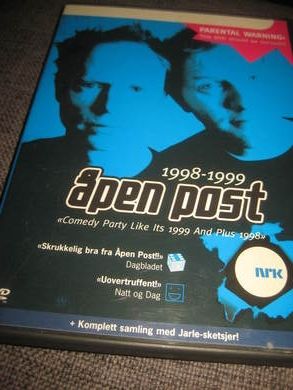 PARENTAL WARNING:
1998-1999
åpen post
«Comedy Party Like Its 1999 And Plus 1998»
«Skrukkelig bra fra Åpen Post!!»
Dagbladet
«Uovertruffent!»
Natt og Dag
NRK
+ Komplett samling med Jarle-sketsjer!